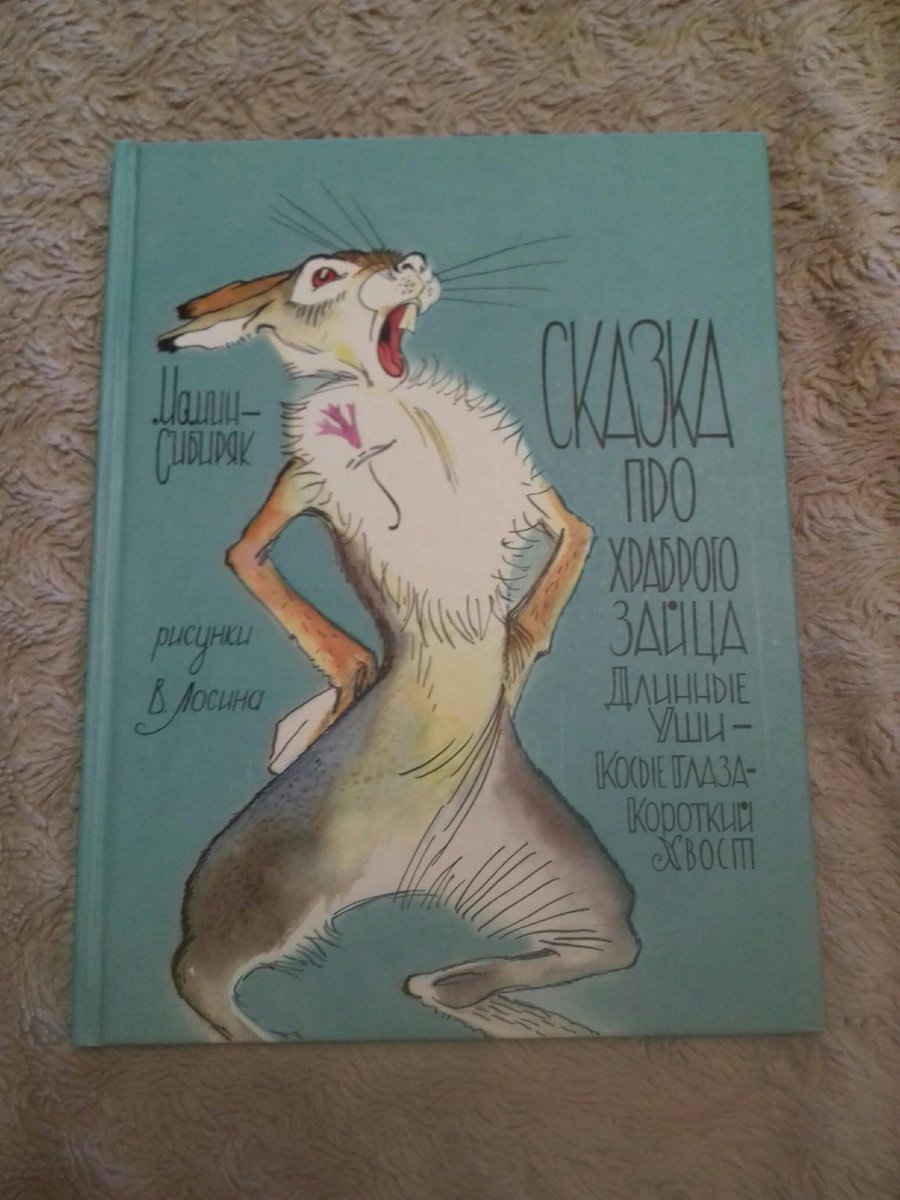 Мамин-
Сибиряк
рисунки
В. Лосина
Сказка
про
храброго
зайца
Длинные
Уши –
Косые глаза-
Короткий
Хвост